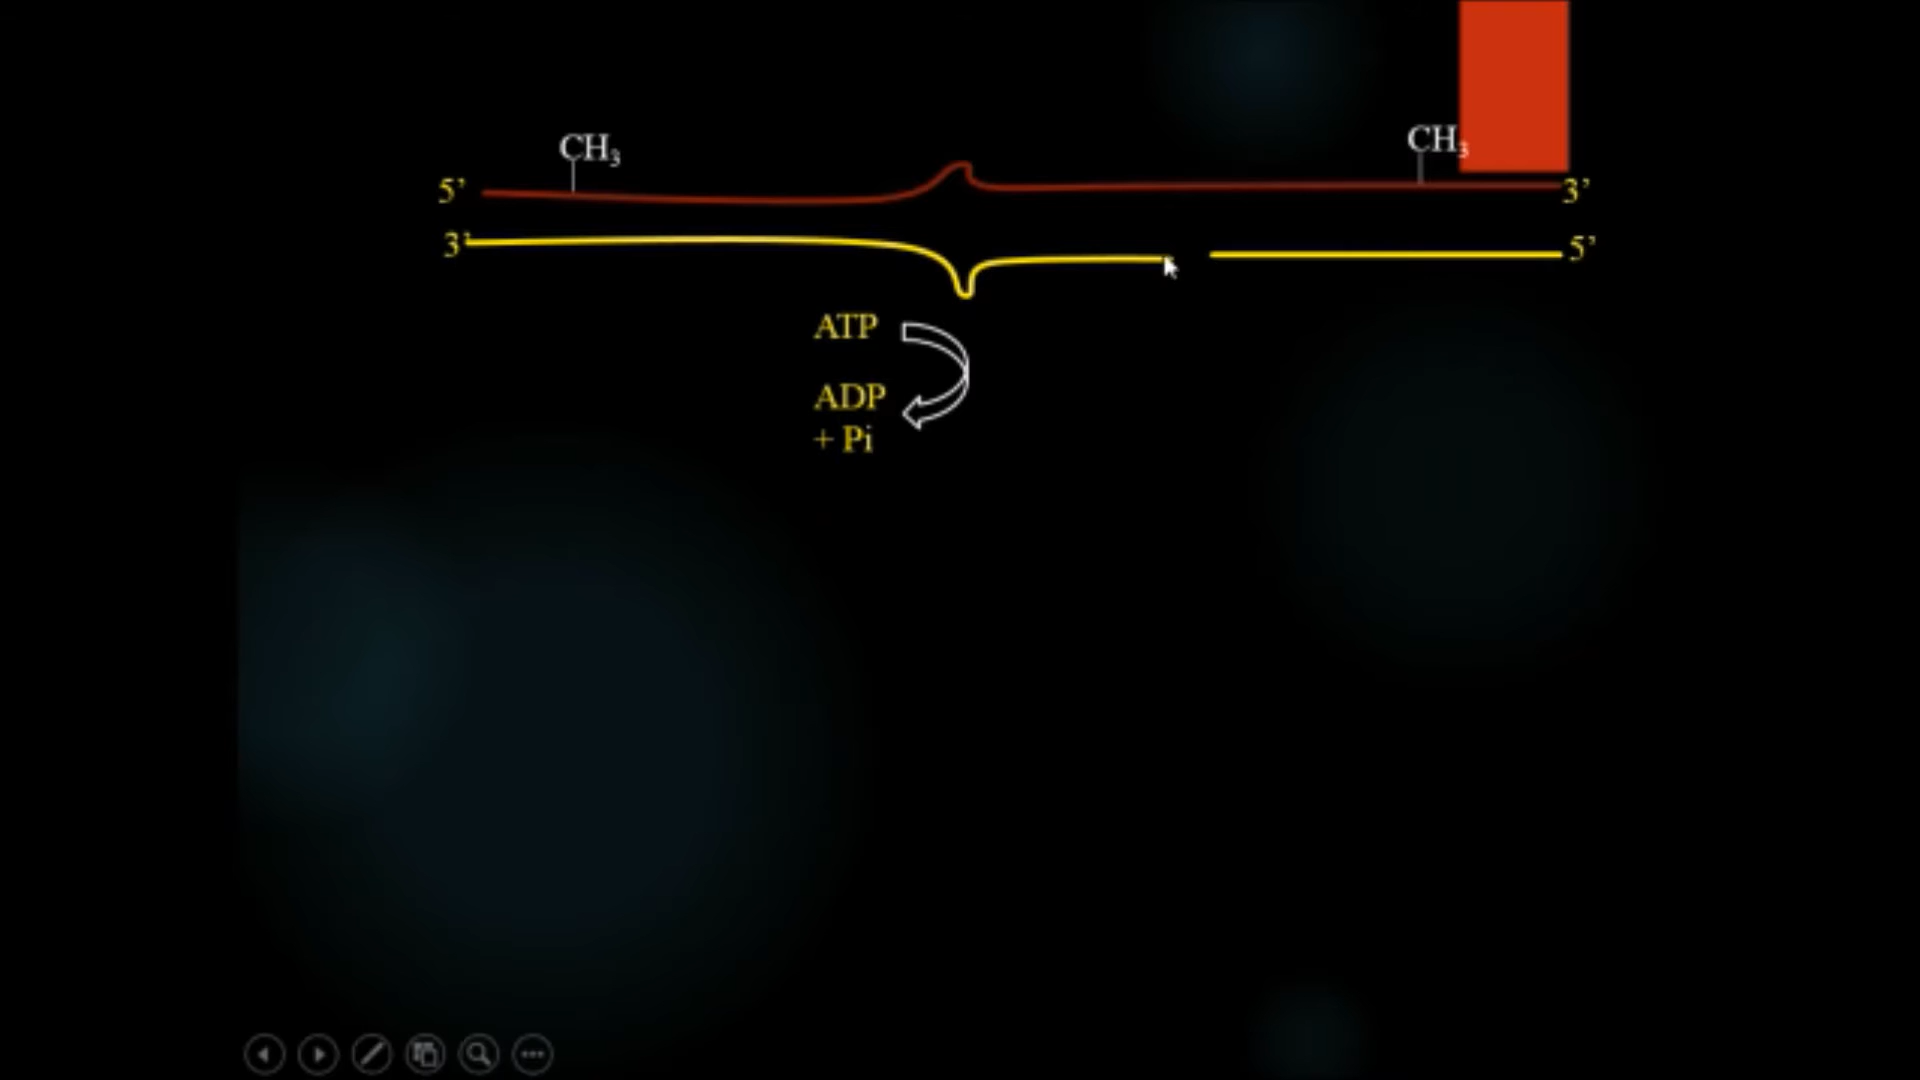 CH₃ CH₃
5’ 3’
3’ 5’
ATP
ADP
+ Pi